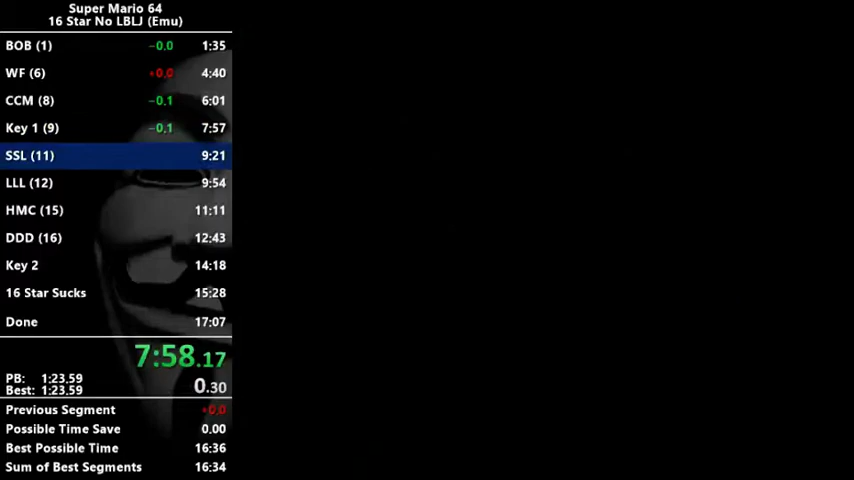 Super Mario 64
16 Star No LBLJ (Emu)
BOB (1) −0.0 1:35
WF (6) +0.0 4:40
CCM (8) −0.1 6:01
Key 1 (9) −0.1 7:57
SSL (11) 9:21
LLL (12) 9:54
HMC (15) 11:11
DDD (16) 12:43
Key 2 14:18
16 Star Sucks 15:28
Done 17:07
7:58.17
PB: 1:23.59
Best: 1:23.59 0.30
Previous Segment +0.0
Possible Time Save 0.00
Best Possible Time 16:36
Sum of Best Segments 16:34